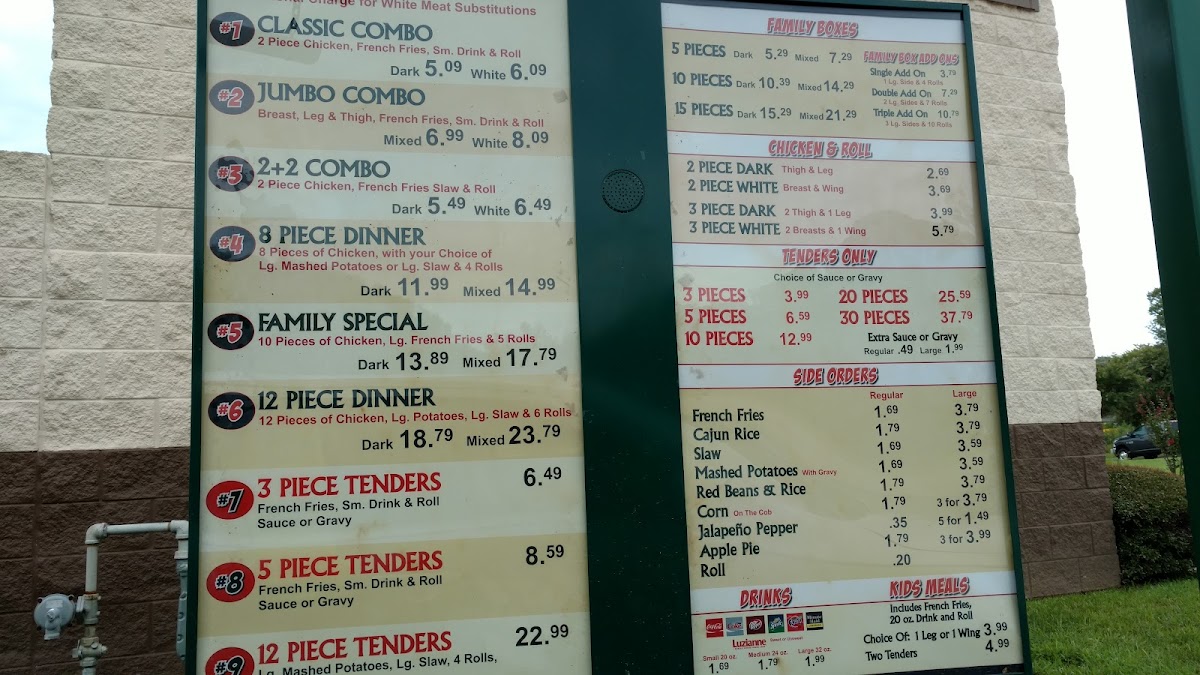 Charge for White Meat Substitutions
#1 CLASSIC COMBO
2 Piece Chicken, French Fries, Sm. Drink & Roll
Dark 5.09 White 6.09
#2 JUMBO COMBO
Breast, Leg & Thigh, French Fries, Sm. Drink & Roll
Mixed 6.99 White 8.09
#3 2+2 COMBO
2 Piece Chicken, French Fries Slaw & Roll
Dark 5.49 White 6.49
#4 8 PIECE DINNER
8 Pieces of Chicken, with your Choice of
Lg. Mashed Potatoes or Lg. Slaw & 4 Rolls
Dark 11.99 Mixed 14.99
#5 FAMILY SPECIAL
10 Pieces of Chicken, Lg. French Fries & 5 Rolls
Dark 13.89 Mixed 17.79
#6 12 PIECE DINNER
12 Pieces of Chicken, Lg. Potatoes, Lg. Slaw & 6 Rolls
Dark 18.79 Mixed 23.79
#7 3 PIECE TENDERS 6.49
French Fries, Sm. Drink & Roll
Sauce or Gravy
#8 5 PIECE TENDERS 8.59
French Fries, Sm. Drink & Roll
Sauce or Gravy
#9 12 PIECE TENDERS 22.99
Lg. Mashed Potatoes, Lg. Slaw, 4 Rolls,
FAMILY BOXES
5 PIECES Dark 5.29 Mixed 7.29
10 PIECES Dark 10.39 Mixed 14.29
15 PIECES Dark 15.29 Mixed 21.29
FAMILY BOX ADD ONS
Single Add On 3.79
1 Lg. Side & 4 Rolls
Double Add On 7.29
2 Lg. Sides & 7 Rolls
Triple Add On 10.79
3 Lg. Sides & 10 Rolls
CHICKEN & ROLL
2 PIECE DARK Thigh & Leg 2.69
2 PIECE WHITE Breast & Wing 3.69
3 PIECE DARK 2 Thigh & 1 Leg 3.99
3 PIECE WHITE 2 Breasts & 1 Wing 5.79
TENDERS ONLY
Choice of Sauce or Gravy
3 PIECES 3.99 20 PIECES 25.59
5 PIECES 6.59 30 PIECES 37.79
10 PIECES 12.99 Extra Sauce or Gravy
Regular .49 Large 1.99
SIDE ORDERS
Regular Large
French Fries 1.69 3.79
Cajun Rice 1.79 3.79
Slaw 1.69 3.59
Mashed Potatoes With Gravy 1.69 3.59
Red Beans & Rice 1.79 3.79
Corn On The Cob 1.79 3 for 3.79
Jalapeño Pepper .35 5 for 1.49
Apple Pie 1.79 3 for 3.99
Roll .20
DRINKS
Luzianne
Small 20 oz. Medium 24 oz. Large 32 oz.
1.69 1.79 1.99
KIDS MEALS
Includes French Fries,
20 oz. Drink and Roll
Choice Of: 1 Leg or 1 Wing 3.99
Two Tenders 4.99